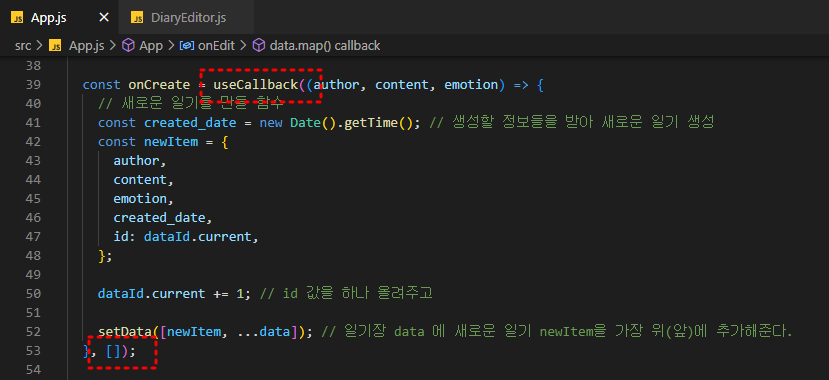 App.js DiaryEditor.js
src > App.js > App > onEdit > data.map() callback
38
39 const onCreate = useCallback((author, content, emotion) => {
40 // 새로운 일기를 만들 함수
41 const created_date = new Date().getTime(); // 생성할 정보들을 받아 새로운 일기 생성
42 const newItem = {
43 author,
44 content,
45 emotion,
46 created_date,
47 id: dataId.current,
48 };
49
50 dataId.current += 1; // id 값을 하나 올려주고
51
52 setData([newItem, ...data]); // 일기장 data 에 새로운 일기 newItem을 가장 위(앞)에 추가해준다.
53 }, []);
54